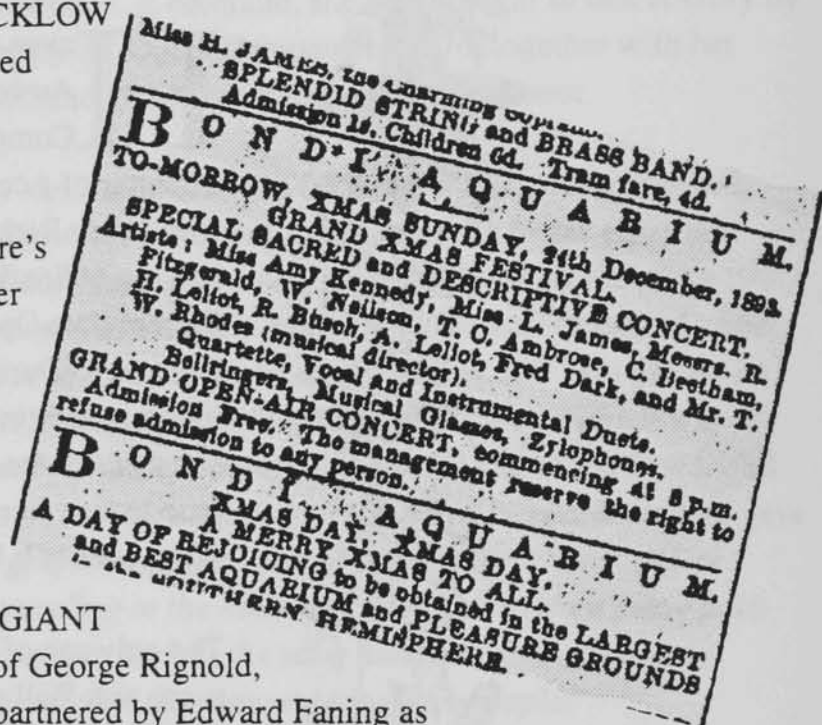 CKLOW
ed
re's
er
Miss H. JAMES, the Charming Soprano.
SPLENDID STRING and BRASS BAND.
Admission 1s. Children 6d. Tram fare, 4d.
BONDI AQUARIUM.
TO-MORROW, XMAS SUNDAY, 24th December, 1893.
GRAND XMAS FESTIVAL.
SPECIAL SACRED and DESCRIPTIVE CONCERT.
Artists: Miss Amy Kennedy, Miss L. James, Messrs. R.
Fitzgerald, W. Neilson, T. C. Ambrose, C. Beetham,
H. Leliot, R. Busch, A. Leliot, Fred Dark, and Mr. T.
W. Rhodes (musical director).
Quartette, Vocal and Instrumental Duets.
Bellringers, Musical Glasses, Zylophones.
GRAND OPEN-AIR CONCERT, commencing at 3 p.m.
Admission Free. The management reserve the right to
refuse admission to any person.
BONDI AQUARIUM.
XMAS DAY, XMAS DAY.
A MERRY XMAS TO ALL.
A DAY OF REJOICING to be obtained in the LARGEST
and BEST AQUARIUM and PLEASURE GROUNDS
in the SOUTHERN HEMISPHERE.
GIANT
of George Rignold,
partnered by Edward Faning as